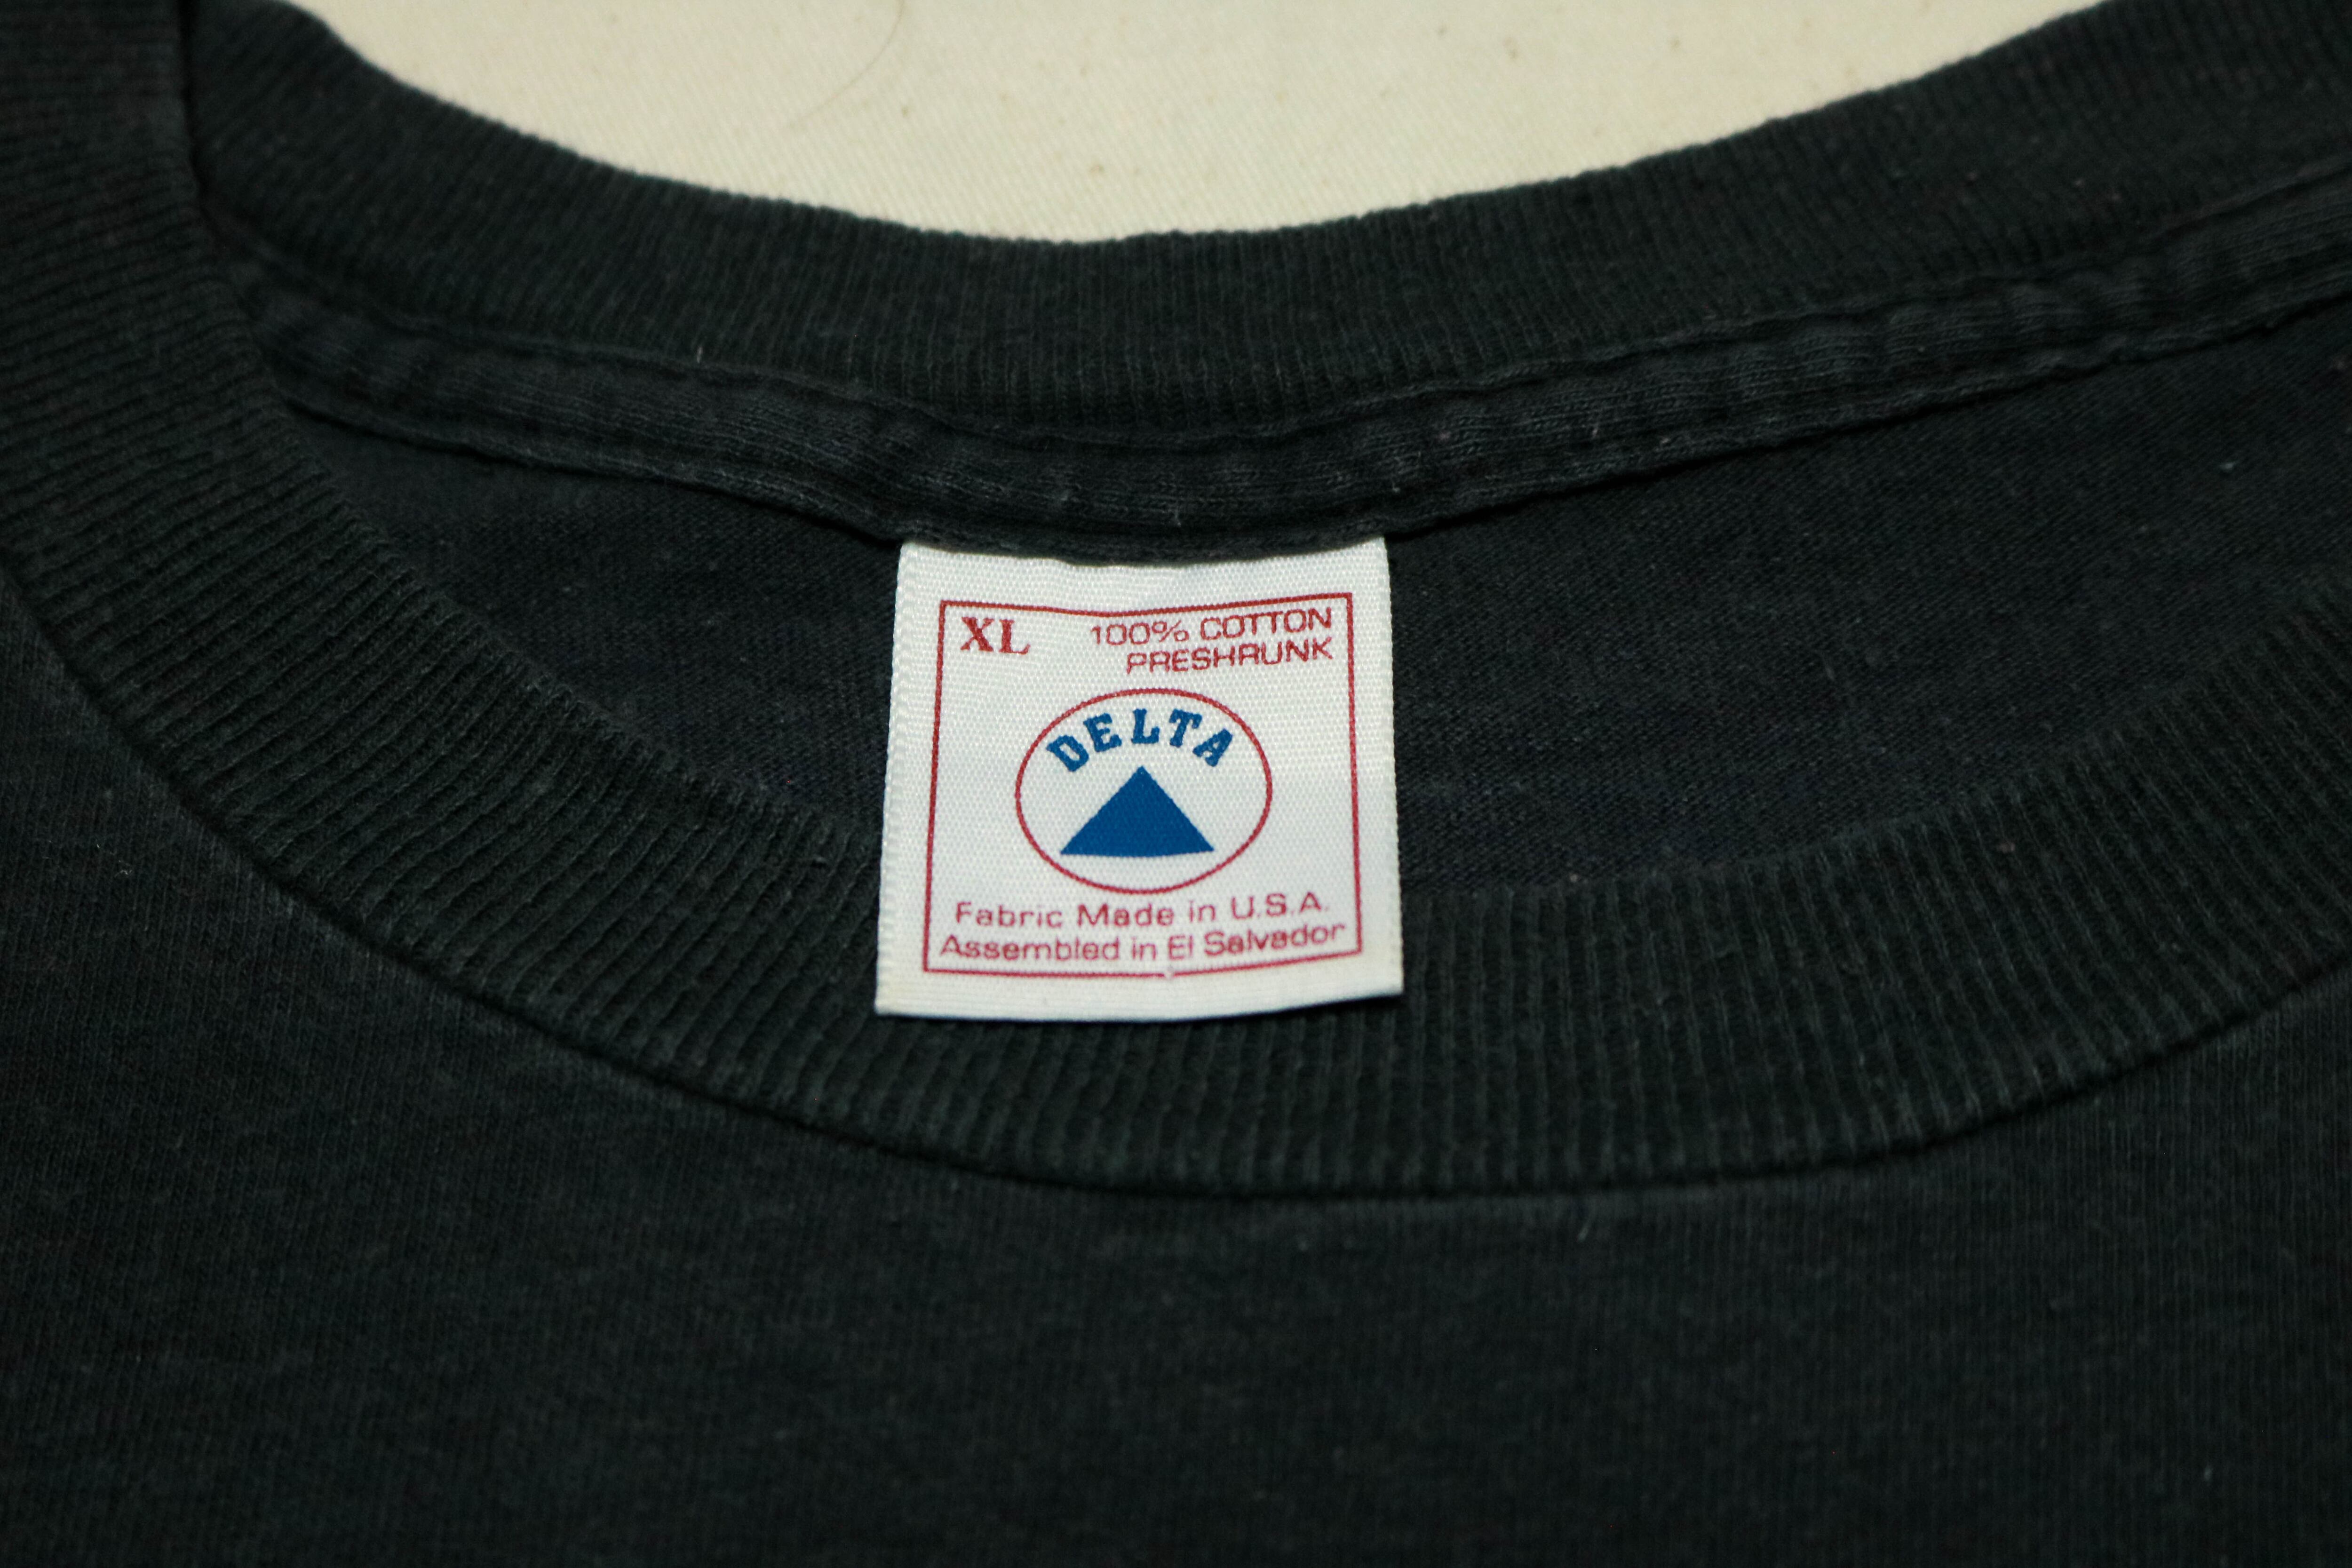 XL 100% COTTON
PRESHRUNK
DELTA
Fabric Made in U.S.A.
Assembled in El Salvador